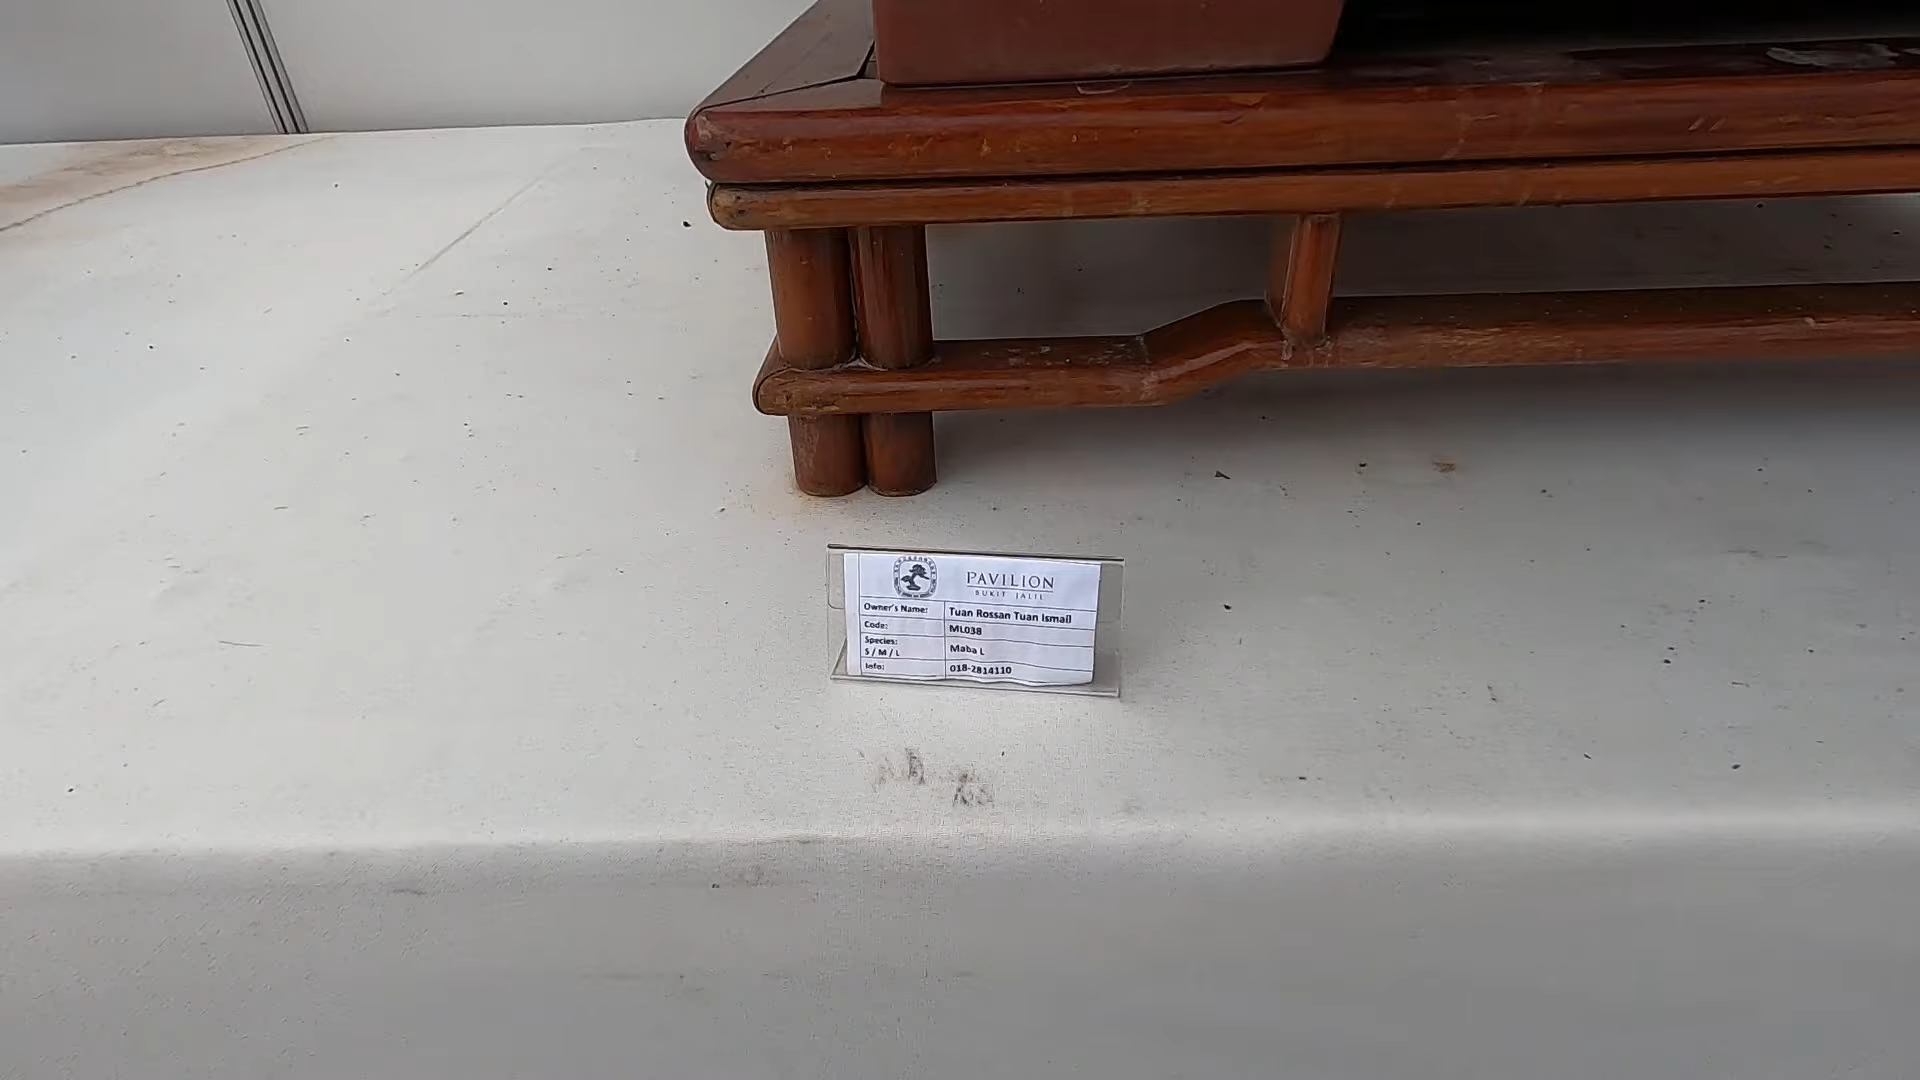 PAVILION
BUKIT JALIL
Owner's Name: Tuan Rossan Tuan Ismail
Code: ML038
Species:
S / M / L Maba L
Info: 018-2814110